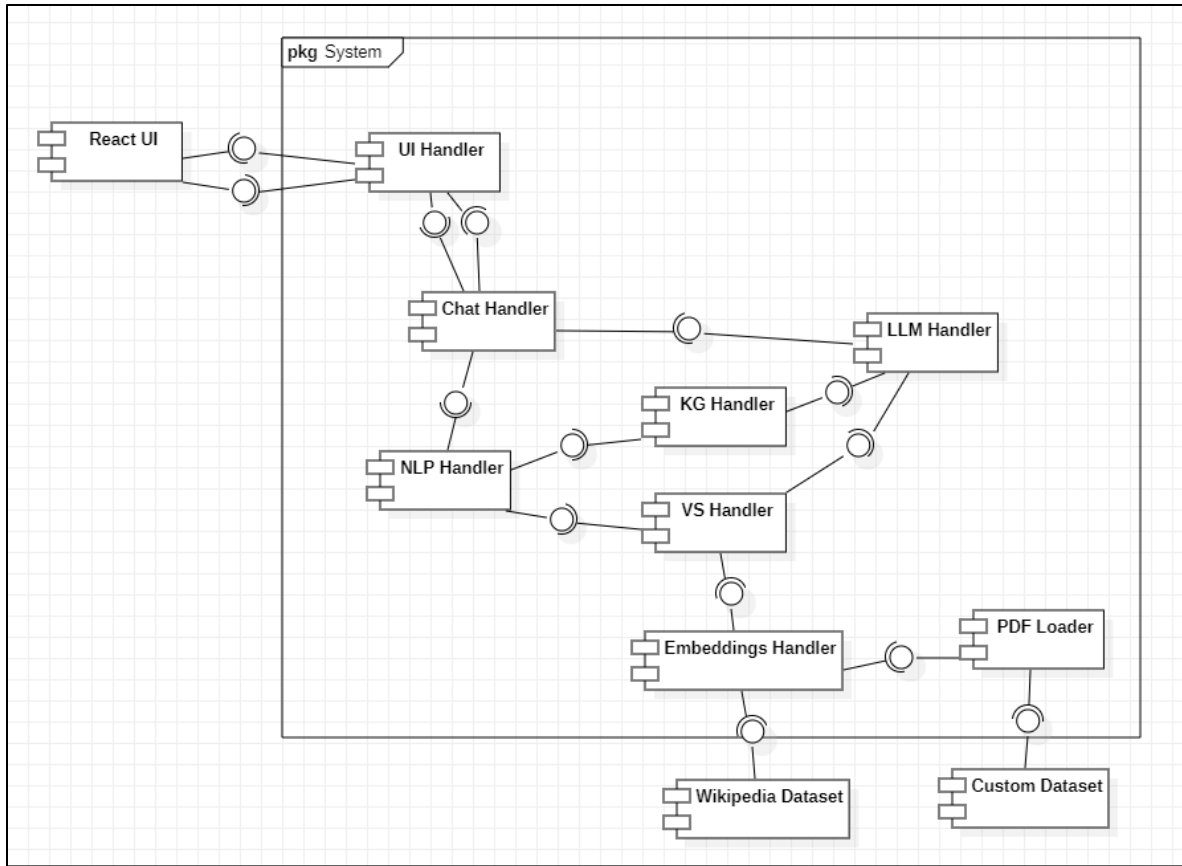 pkg System
React UI
UI Handler
Chat Handler
LLM Handler
KG Handler
NLP Handler
VS Handler
PDF Loader
Embeddings Handler
Custom Dataset
Wikipedia Dataset